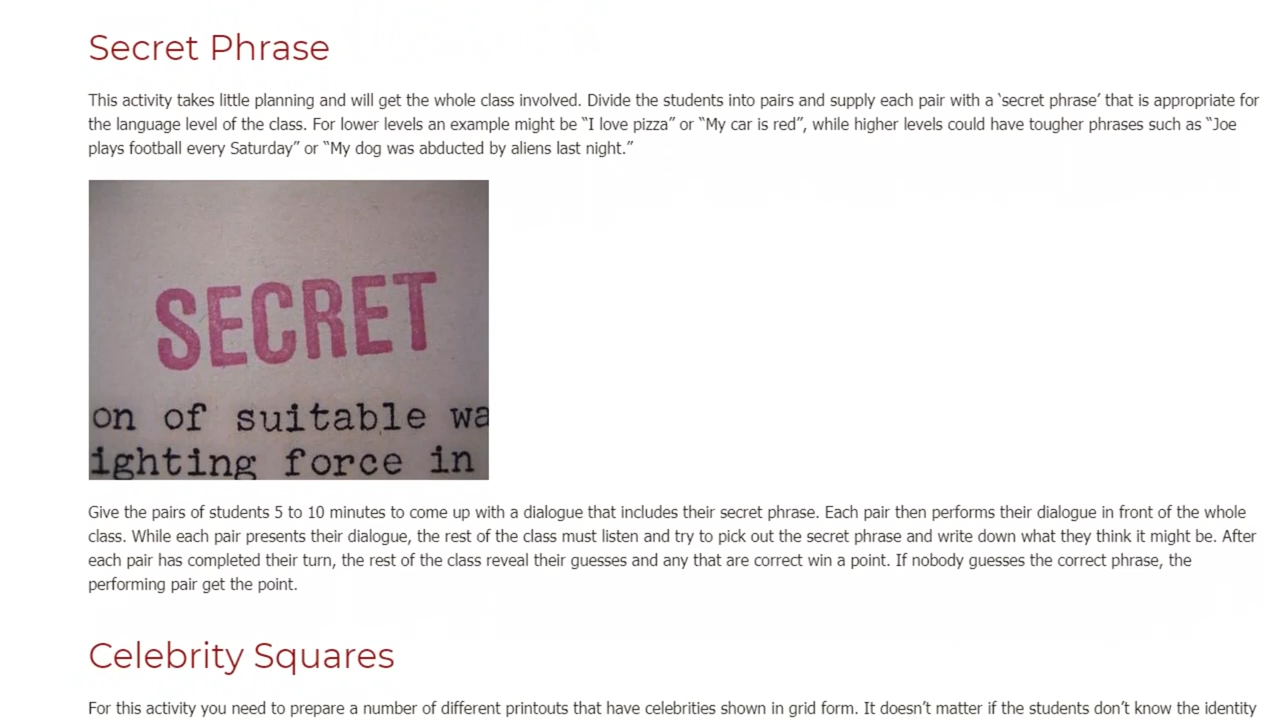 Secret Phrase
This activity takes little planning and will get the whole class involved. Divide the students into pairs and supply each pair with a ‘secret phrase’ that is appropriate for
the language level of the class. For lower levels an example might be “I love pizza” or “My car is red”, while higher levels could have tougher phrases such as “Joe
plays football every Saturday” or “My dog was abducted by aliens last night.”
SECRET
on of suitable wa
ighting force in
Give the pairs of students 5 to 10 minutes to come up with a dialogue that includes their secret phrase. Each pair then performs their dialogue in front of the whole
class. While each pair presents their dialogue, the rest of the class must listen and try to pick out the secret phrase and write down what they think it might be. After
each pair has completed their turn, the rest of the class reveal their guesses and any that are correct win a point. If nobody guesses the correct phrase, the
performing pair get the point.
Celebrity Squares
For this activity you need to prepare a number of different printouts that have celebrities shown in grid form. It doesn’t matter if the students don’t know the identity